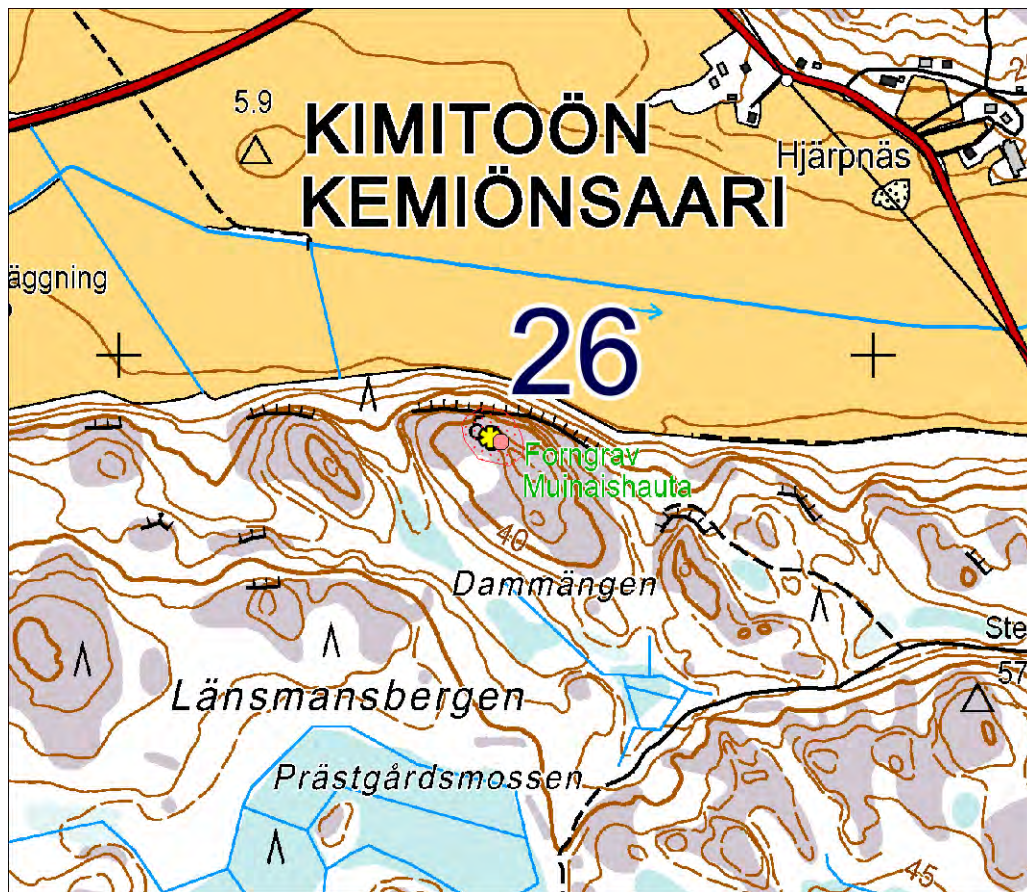 5.9
KIMITOÖN
KEMIÖNSAARI
Hjärpnäs
äggning
26
Forngrav
Muinaishauta
40
Dammängen
Ste
57
Länsmansbergen
Prästgårdsmossen
45